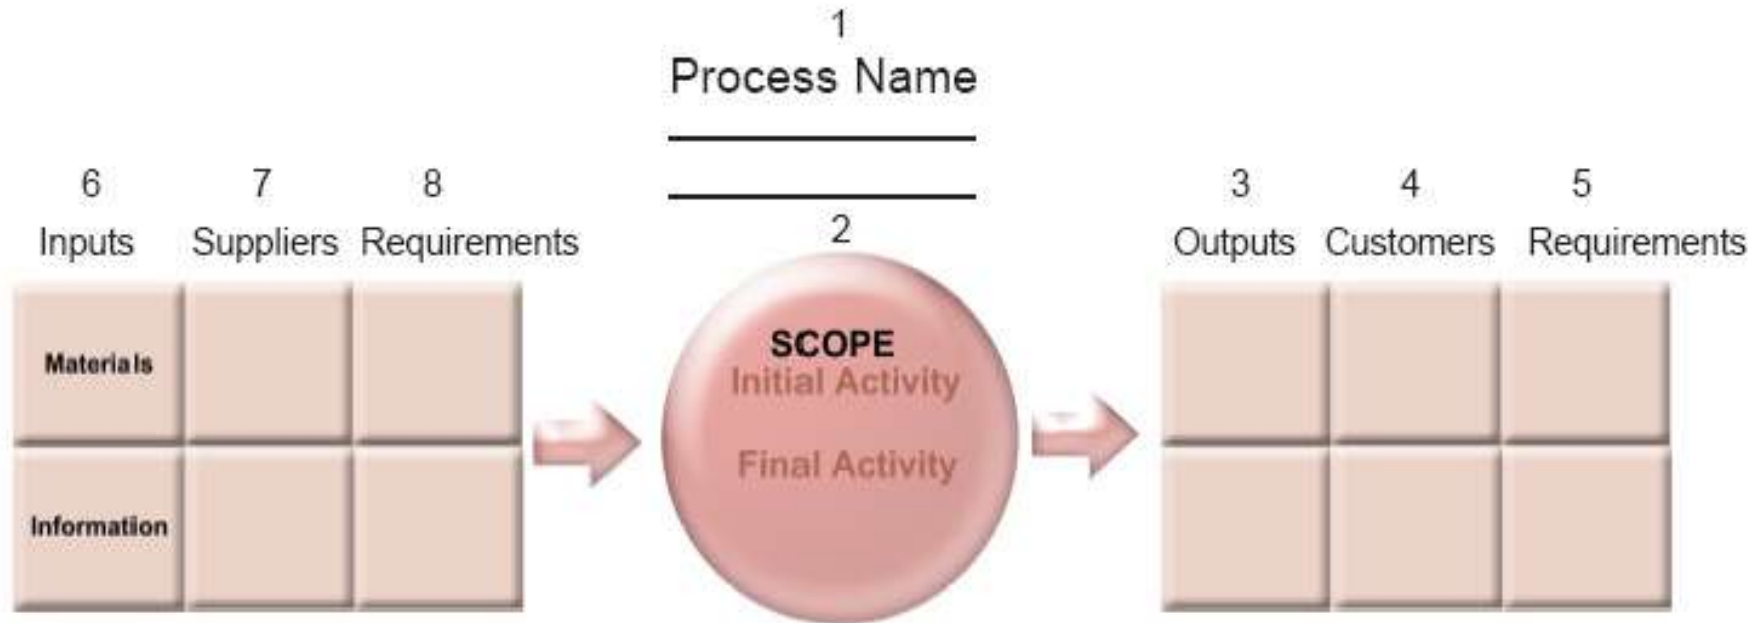 1
Process Name
6 7 8
Inputs Suppliers Requirements
Materials
Information
2
SCOPE
Initial Activity
Final Activity
3 4 5
Outputs Customers Requirements